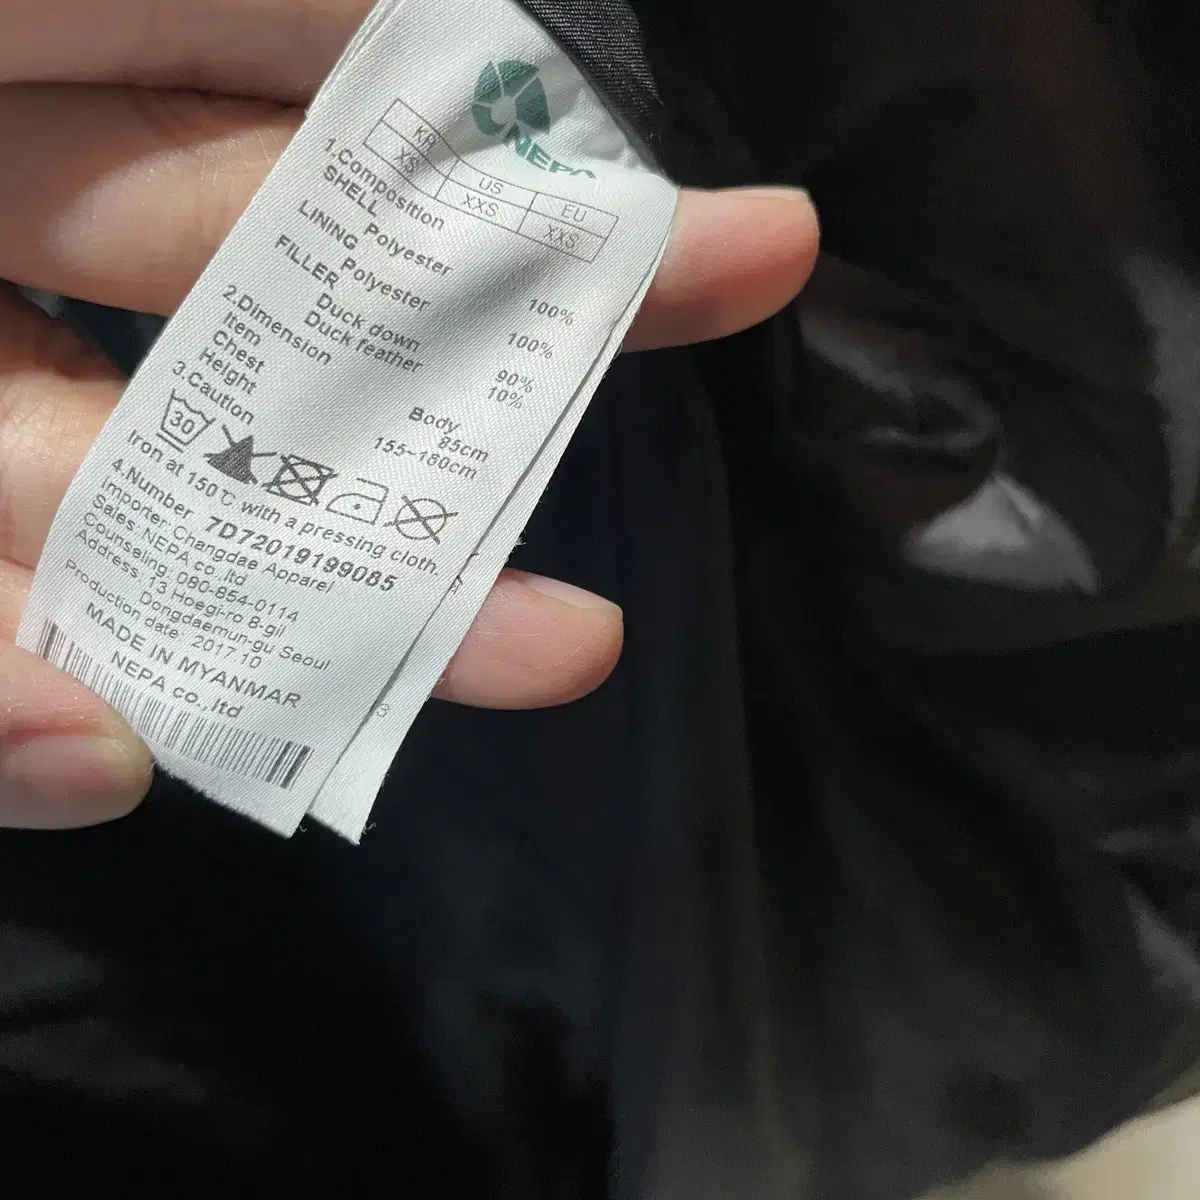 NEPA
KR US EU
XS XXS XXS
1.Composition
SHELL
Polyester 100%
LINING
Polyester 100%
FILLER
Duck down 90%
Duck feather 10%
2.Dimension
Item Body
Chest 85cm
Height 155~160cm
3.Caution
30
Iron at 150℃ with a pressing cloth.
4.Number 7D72019199085
Importer: Changdae Apparel
Sales: NEPA co.,ltd
Counseling: 080-854-0114
Address: 13 Hoegi-ro 8-gil
Dongdaemun-gu Seoul
Production date: 2017.10
MADE IN MYANMAR
NEPA co.,ltd